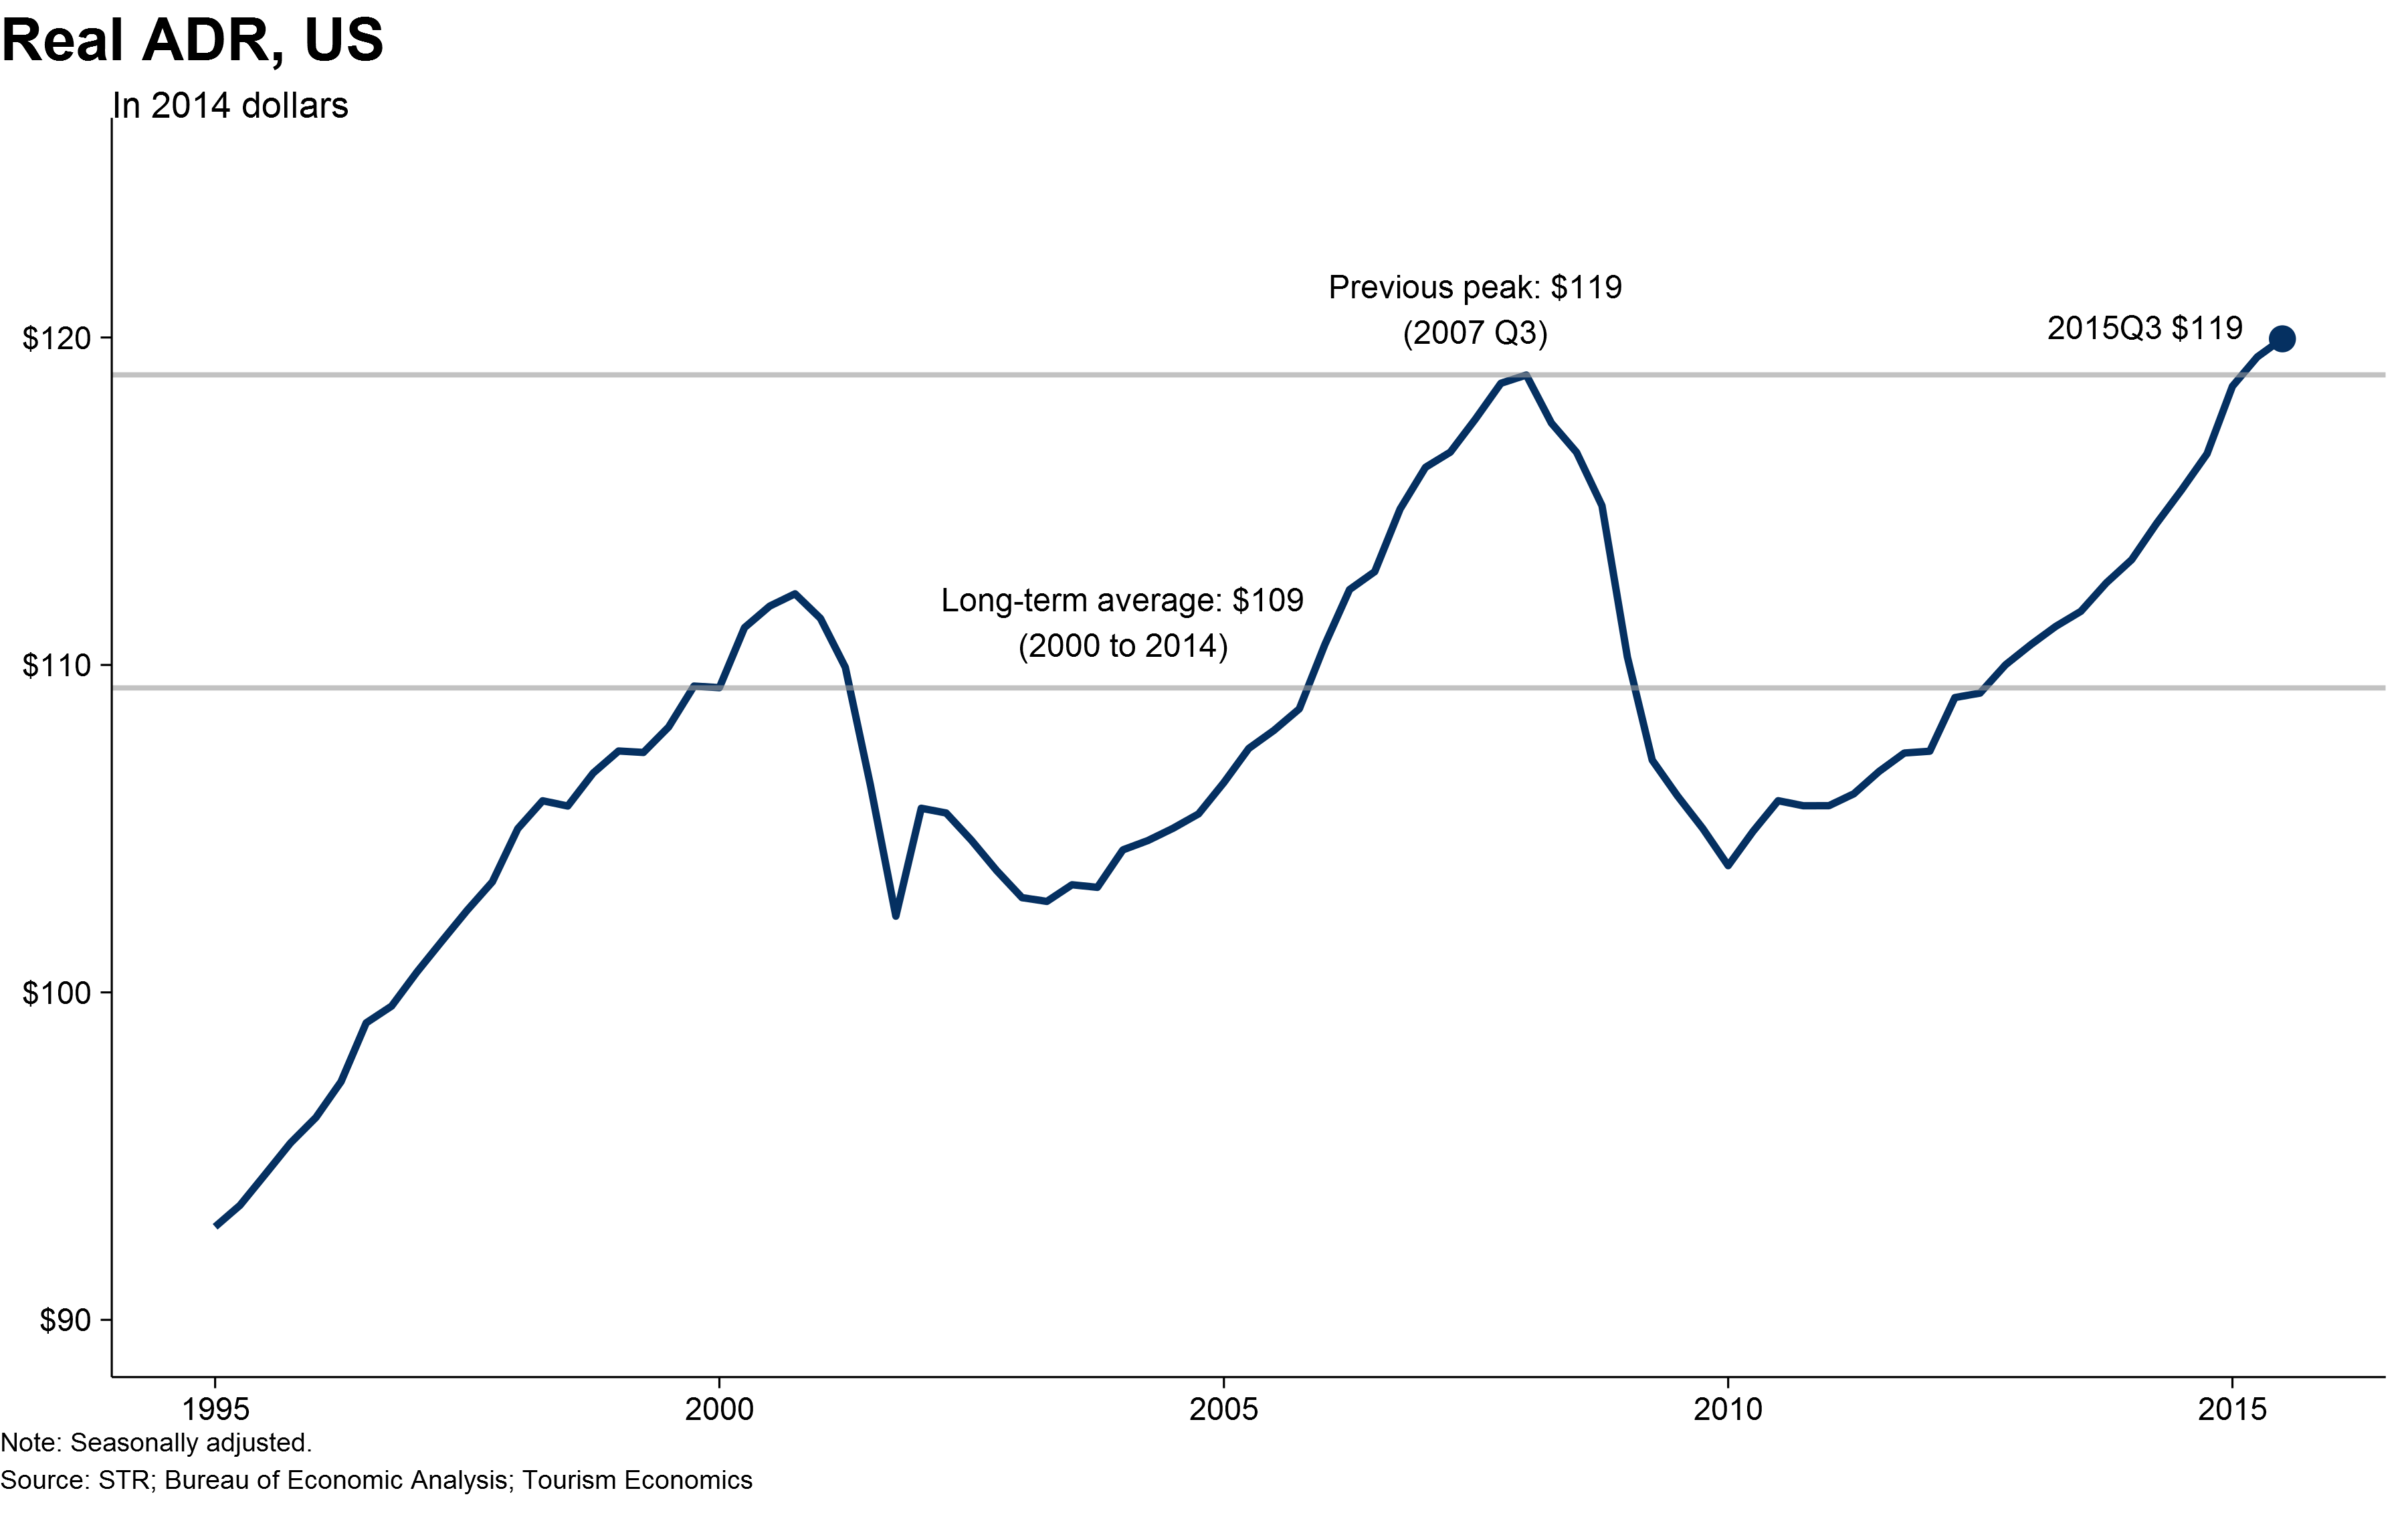 Real ADR, US
In 2014 dollars
Previous peak: $119
(2007 Q3)
2015Q3 $119
$120
Long-term average: $109
(2000 to 2014)
$110
$100
$90
1995 2000 2005 2010 2015
Note: Seasonally adjusted.
Source: STR; Bureau of Economic Analysis; Tourism Economics